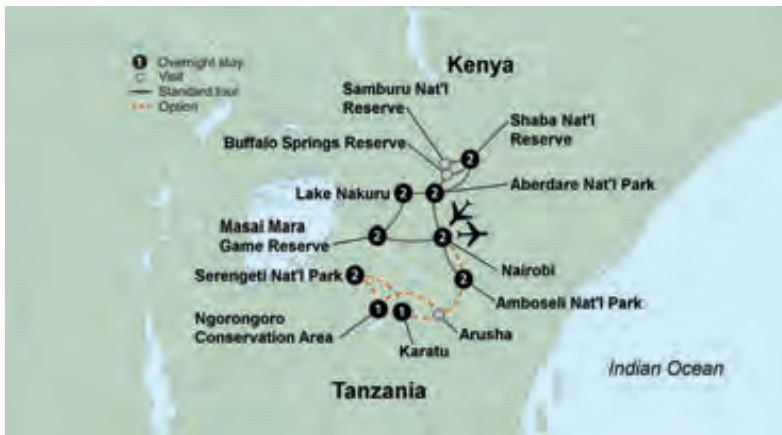 1 Overnight stay
Visit
Standard tour
Option
Kenya
Samburu Nat'l
Reserve
Shaba Nat'l
Reserve
Buffalo Springs Reserve
2
Lake Nakuru 2
2
Aberdare Nat'l Park
Masai Mara
Game Reserve
2
2
Nairobi
Serengeti Nat'l Park 2
2
Amboseli Nat'l Park
Ngorongoro
Conservation Area
1
1
Karatu
Arusha
Tanzania
Indian Ocean